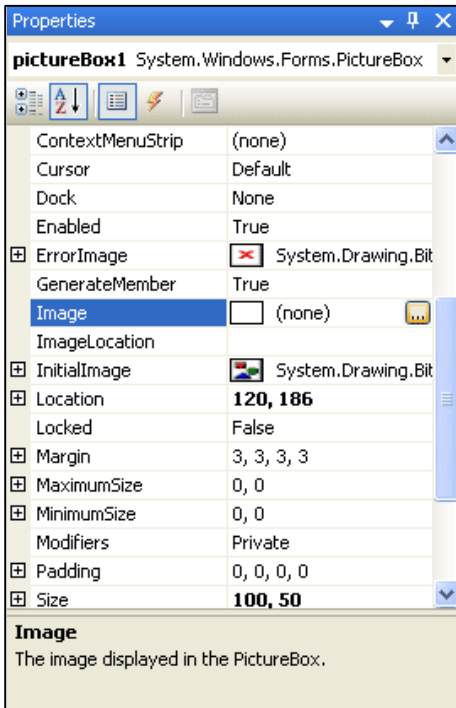 Properties
pictureBox1 System.Windows.Forms.PictureBox
A
Z
ContextMenuStrip (none)
Cursor Default
Dock None
Enabled True
ErrorImage System.Drawing.Bit
GenerateMember True
Image (none) ...
ImageLocation
InitialImage System.Drawing.Bit
Location 120, 186
Locked False
Margin 3, 3, 3, 3
MaximumSize 0, 0
MinimumSize 0, 0
Modifiers Private
Padding 0, 0, 0, 0
Size 100, 50
Image
The image displayed in the PictureBox.